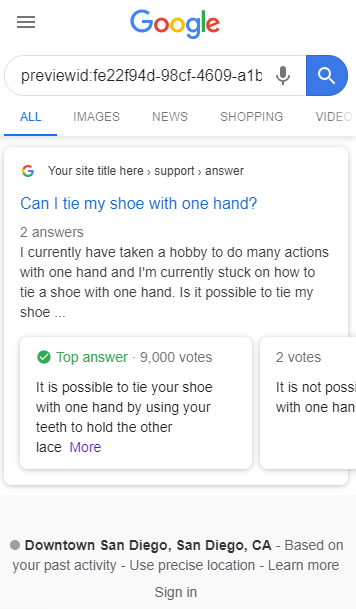 Google
previewid:fe22f94d-98cf-4609-a1b
ALL IMAGES NEWS SHOPPING VIDEO
G Your site title here › support › answer
Can I tie my shoe with one hand?
2 answers
I currently have taken a hobby to do many actions
with one hand and I'm currently stuck on how to
tie a shoe with one hand. Is it possible to tie my
shoe ...
Top answer · 9,000 votes
It is possible to tie your shoe
with one hand by using your
teeth to hold the other
lace More
2 votes
It is not possi
with one han
Downtown San Diego, San Diego, CA - Based on
your past activity - Use precise location - Learn more
Sign in